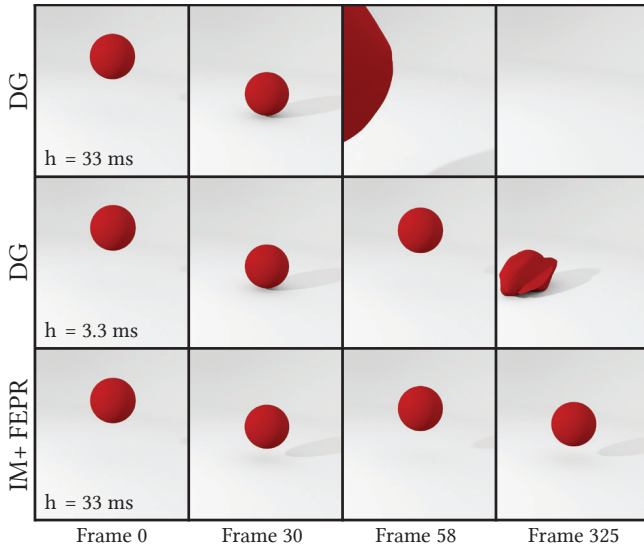 DG
h = 33 ms
DG
h = 3.3 ms
IM+ FEPR
h = 33 ms
Frame 0 Frame 30 Frame 58 Frame 325